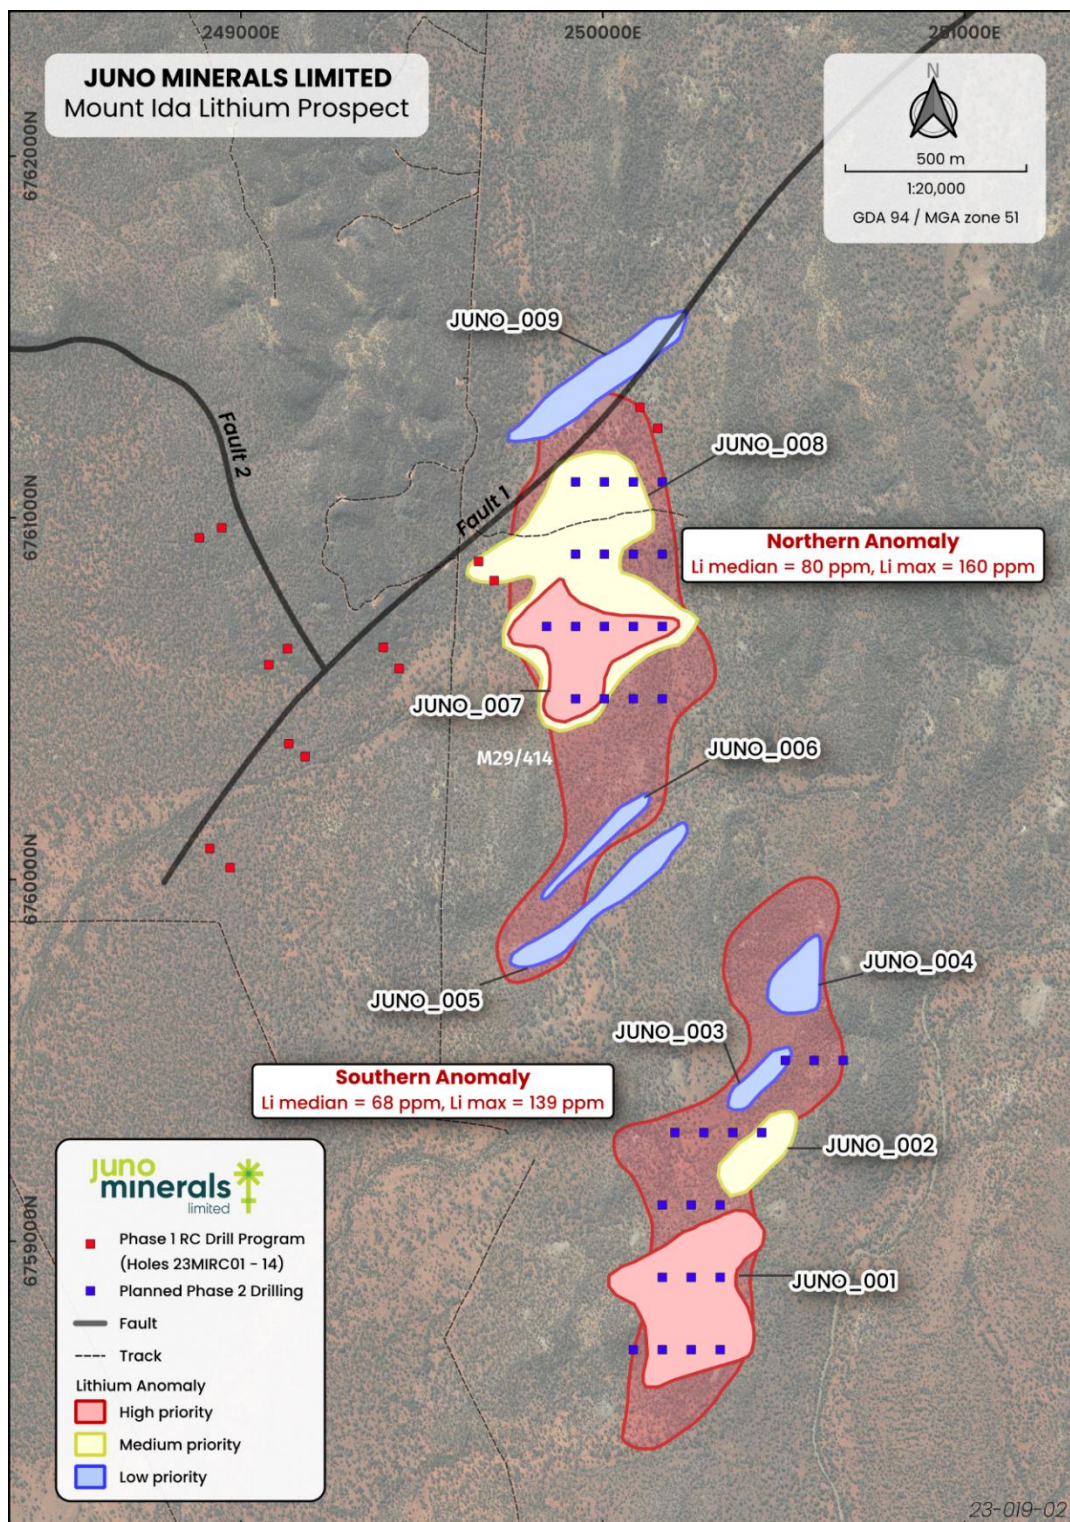 249000E
250000E
251000E
JUNO MINERALS LIMITED
Mount Ida Lithium Prospect
N
500 m
1:20,000
GDA 94 / MGA zone 51
6762000N
JUNO_009
Fault 2
JUNO_008
6761000N
Fault 1
Northern Anomaly
Li median = 80 ppm, Li max = 160 ppm
JUNO_007
M29/414
JUNO_006
6760000N
JUNO_005
JUNO_004
JUNO_003
Southern Anomaly
Li median = 68 ppm, Li max = 139 ppm
JUNO_002
6759000N
JUNO_001
juno
minerals
limited
Phase 1 RC Drill Program
(Holes 23MIRC01 - 14)
Planned Phase 2 Drilling
Fault
Track
Lithium Anomaly
High priority
Medium priority
Low priority
23-019-02